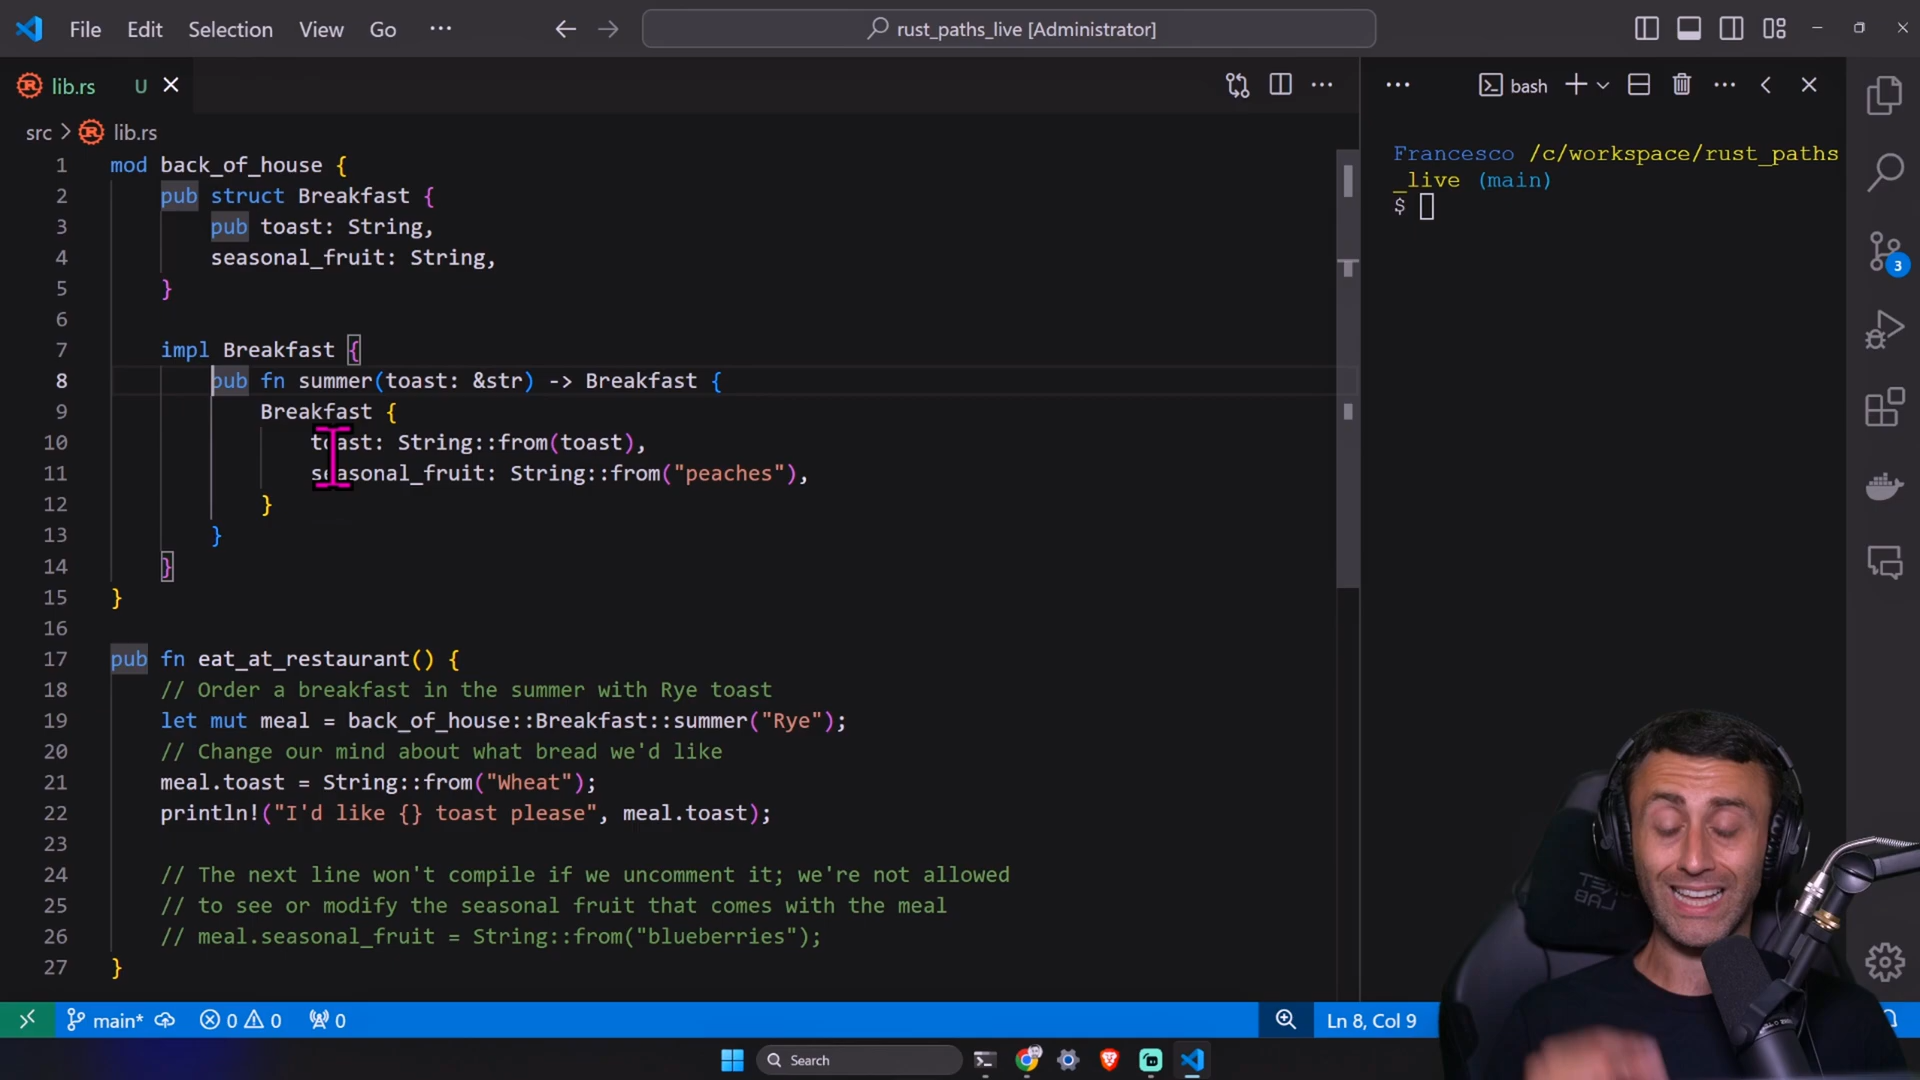 File Edit Selection View Go ··· rust_paths_live [Administrator]
lib.rs U
bash
src > lib.rs
1 mod back_of_house {
2 pub struct Breakfast {
3 pub toast: String,
4 seasonal_fruit: String,
5 }
6
7 impl Breakfast {
8 pub fn summer(toast: &str) -> Breakfast {
9 Breakfast {
10 toast: String::from(toast),
11 seasonal_fruit: String::from("peaches"),
12 }
13 }
14 }
15 }
16
17 pub fn eat_at_restaurant() {
18 // Order a breakfast in the summer with Rye toast
19 let mut meal = back_of_house::Breakfast::summer("Rye");
20 // Change our mind about what bread we'd like
21 meal.toast = String::from("Wheat");
22 println!("I'd like {} toast please", meal.toast);
23
24 // The next line won't compile if we uncomment it; we're not allowed
25 // to see or modify the seasonal fruit that comes with the meal
26 // meal.seasonal_fruit = String::from("blueberries");
27 }
Francesco /c/workspace/rust_paths
_live (main)
$
3
main* 0 0 0 Ln 8, Col 9
Search